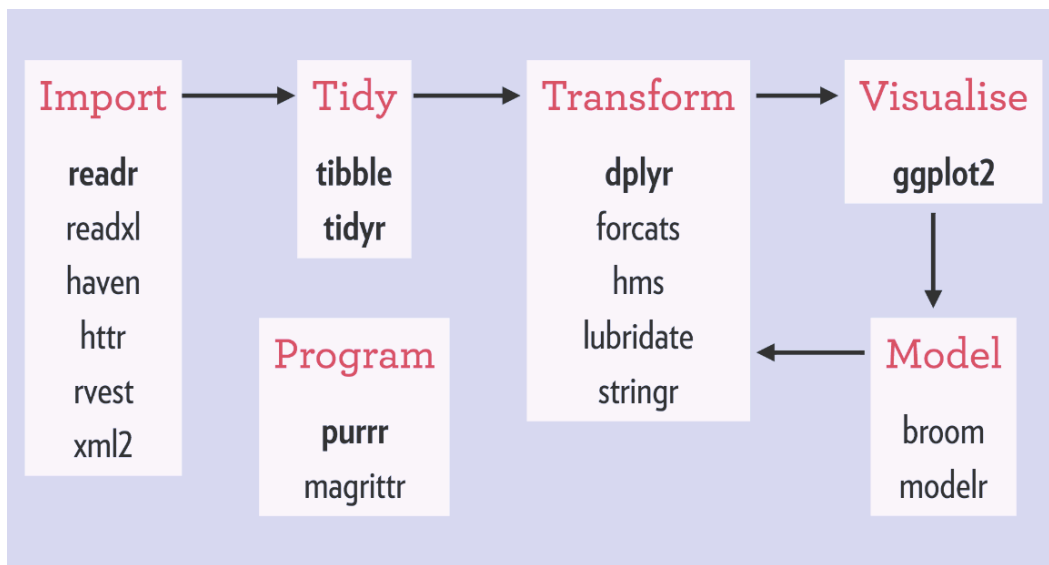 Import
readr
readxl
haven
httr
rvest
xml2
Tidy
tibble
tidyr
Program
purrr
magrittr
Transform
dplyr
forcats
hms
lubridate
stringr
Visualise
ggplot2
Model
broom
modelr